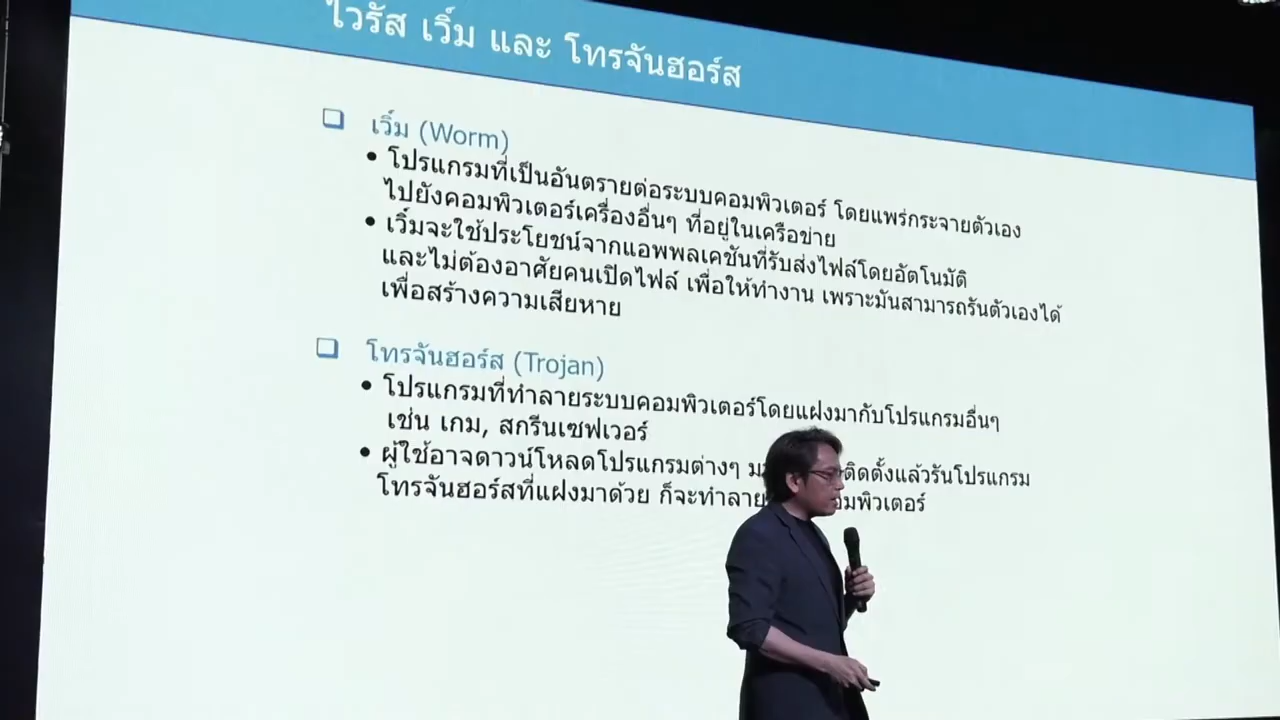 ไวรัส เวิ์ม และ โทรจันฮอร์ส
เวิ์ม (Worm)
• โปรแกรมที่เป็นอันตรายต่อระบบคอมพิวเตอร์ โดยแพร่กระจายตัวเอง
ไปยังคอมพิวเตอร์เครื่องอื่นๆ ที่อยู่ในเครือข่าย
• เวิ์มจะใช้ประโยชน์จากแอพพลเคชันที่รับส่งไฟล์โดยอัตโนมัติ
และไม่ต้องอาศัยคนเปิดไฟล์ เพื่อให้ทำงาน เพราะมันสามารถรันตัวเองได้
เพื่อสร้างความเสียหาย
โทรจันฮอร์ส (Trojan)
• โปรแกรมที่ทำลายระบบคอมพิวเตอร์โดยแฝงมากับโปรแกรมอื่นๆ
เช่น เกม, สกรีนเซฟเวอร์
• ผู้ใช้อาจดาวน์โหลดโปรแกรมต่างๆ ติดตั้งแล้วรันโปรแกรม
โทรจันฮอร์สที่แฝงมาด้วย ก็จะทำลาย อมพิวเตอร์